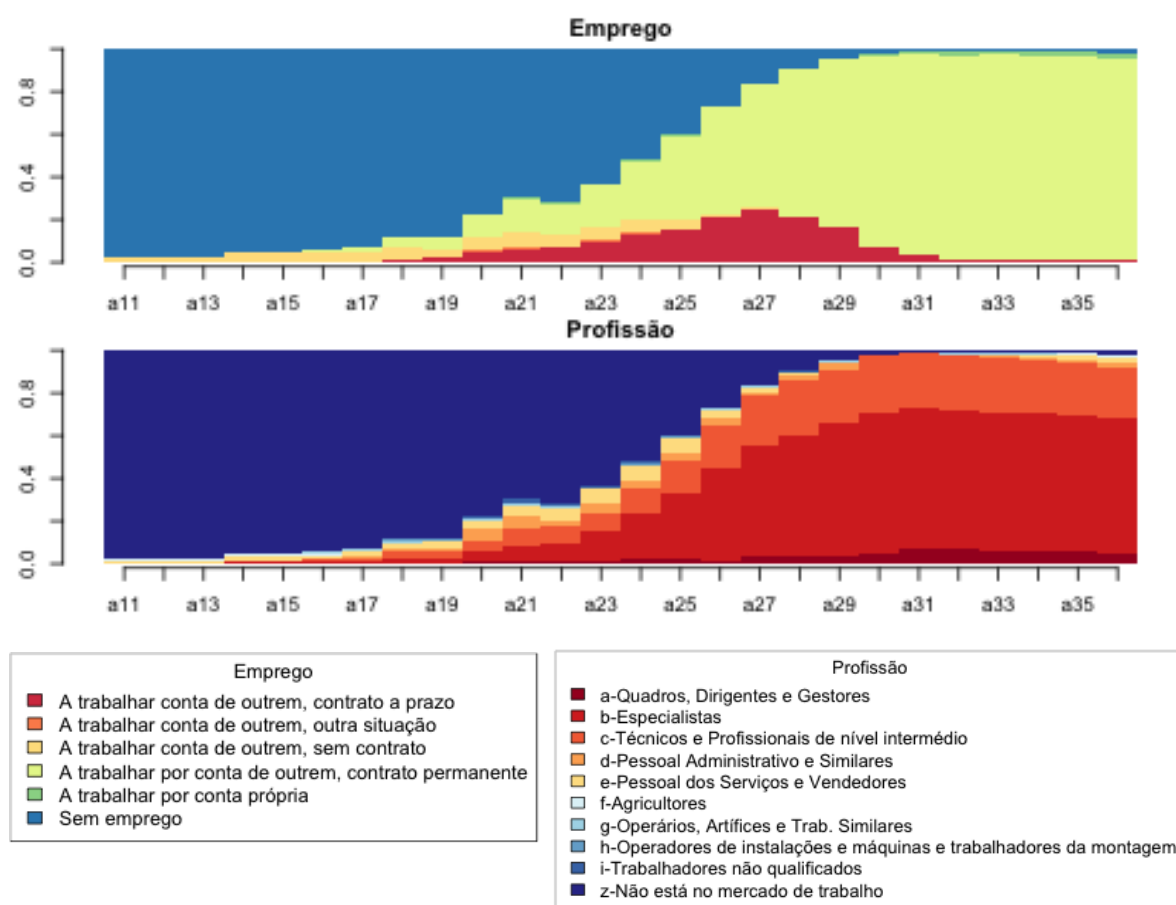 Emprego
0.8
0.4
0.0
a11 a13 a15 a17 a19 a21 a23 a25 a27 a29 a31 a33 a35
Profissão
0.8
0.4
0.0
a11 a13 a15 a17 a19 a21 a23 a25 a27 a29 a31 a33 a35
Emprego
A trabalhar conta de outrem, contrato a prazo
A trabalhar conta de outrem, outra situação
A trabalhar conta de outrem, sem contrato
A trabalhar por conta de outrem, contrato permanente
A trabalhar por conta própria
Sem emprego
Profissão
a-Quadros, Dirigentes e Gestores
b-Especialistas
c-Técnicos e Profissionais de nível intermédio
d-Pessoal Administrativo e Similares
e-Pessoal dos Serviços e Vendedores
f-Agricultores
g-Operários, Artífices e Trab. Similares
h-Operadores de instalações e máquinas e trabalhadores da montagem
i-Trabalhadores não qualificados
z-Não está no mercado de trabalho